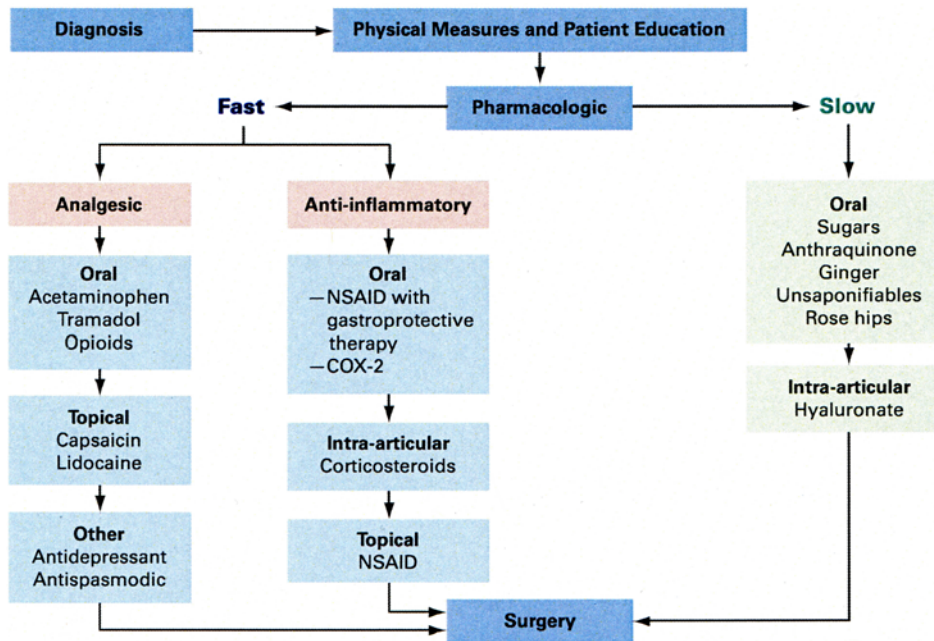 Diagnosis
Physical Measures and Patient Education
Fast
Pharmacologic
Slow
Analgesic
Oral
Acetaminophen
Tramadol
Opioids
Topical
Capsaicin
Lidocaine
Other
Antidepressant
Antispasmodic
Anti-inflammatory
Oral
—NSAID with
gastroprotective
therapy
—COX-2
Intra-articular
Corticosteroids
Topical
NSAID
Oral
Sugars
Anthraquinone
Ginger
Unsaponifiables
Rose hips
Intra-articular
Hyaluronate
Surgery